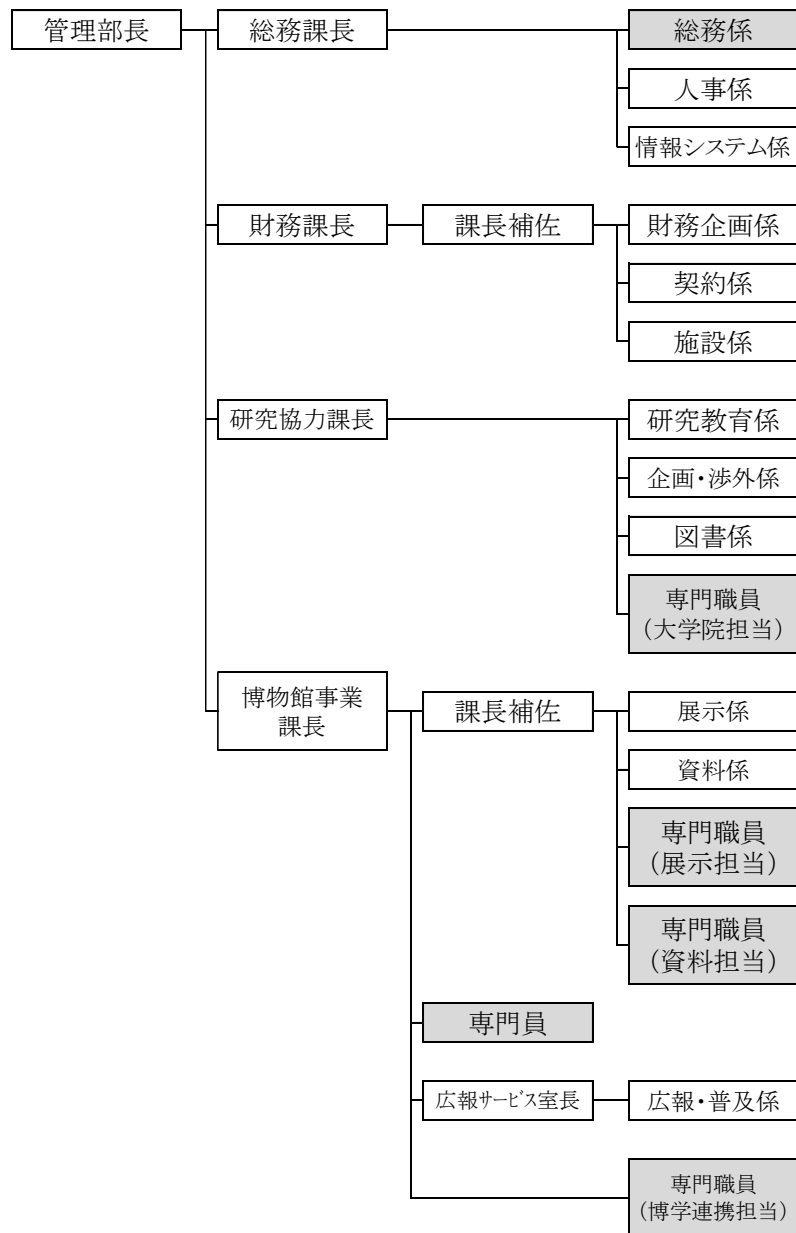 管理部長
総務課長
総務係
人事係
情報システム係
財務課長
課長補佐
財務企画係
契約係
施設係
研究協力課長
研究教育係
企画・渉外係
図書係
専門職員
（大学院担当）
博物館事業
課長
課長補佐
展示係
資料係
専門職員
（展示担当）
専門職員
（資料担当）
専門員
広報サービス室長
広報・普及係
専門職員
（博学連携担当）